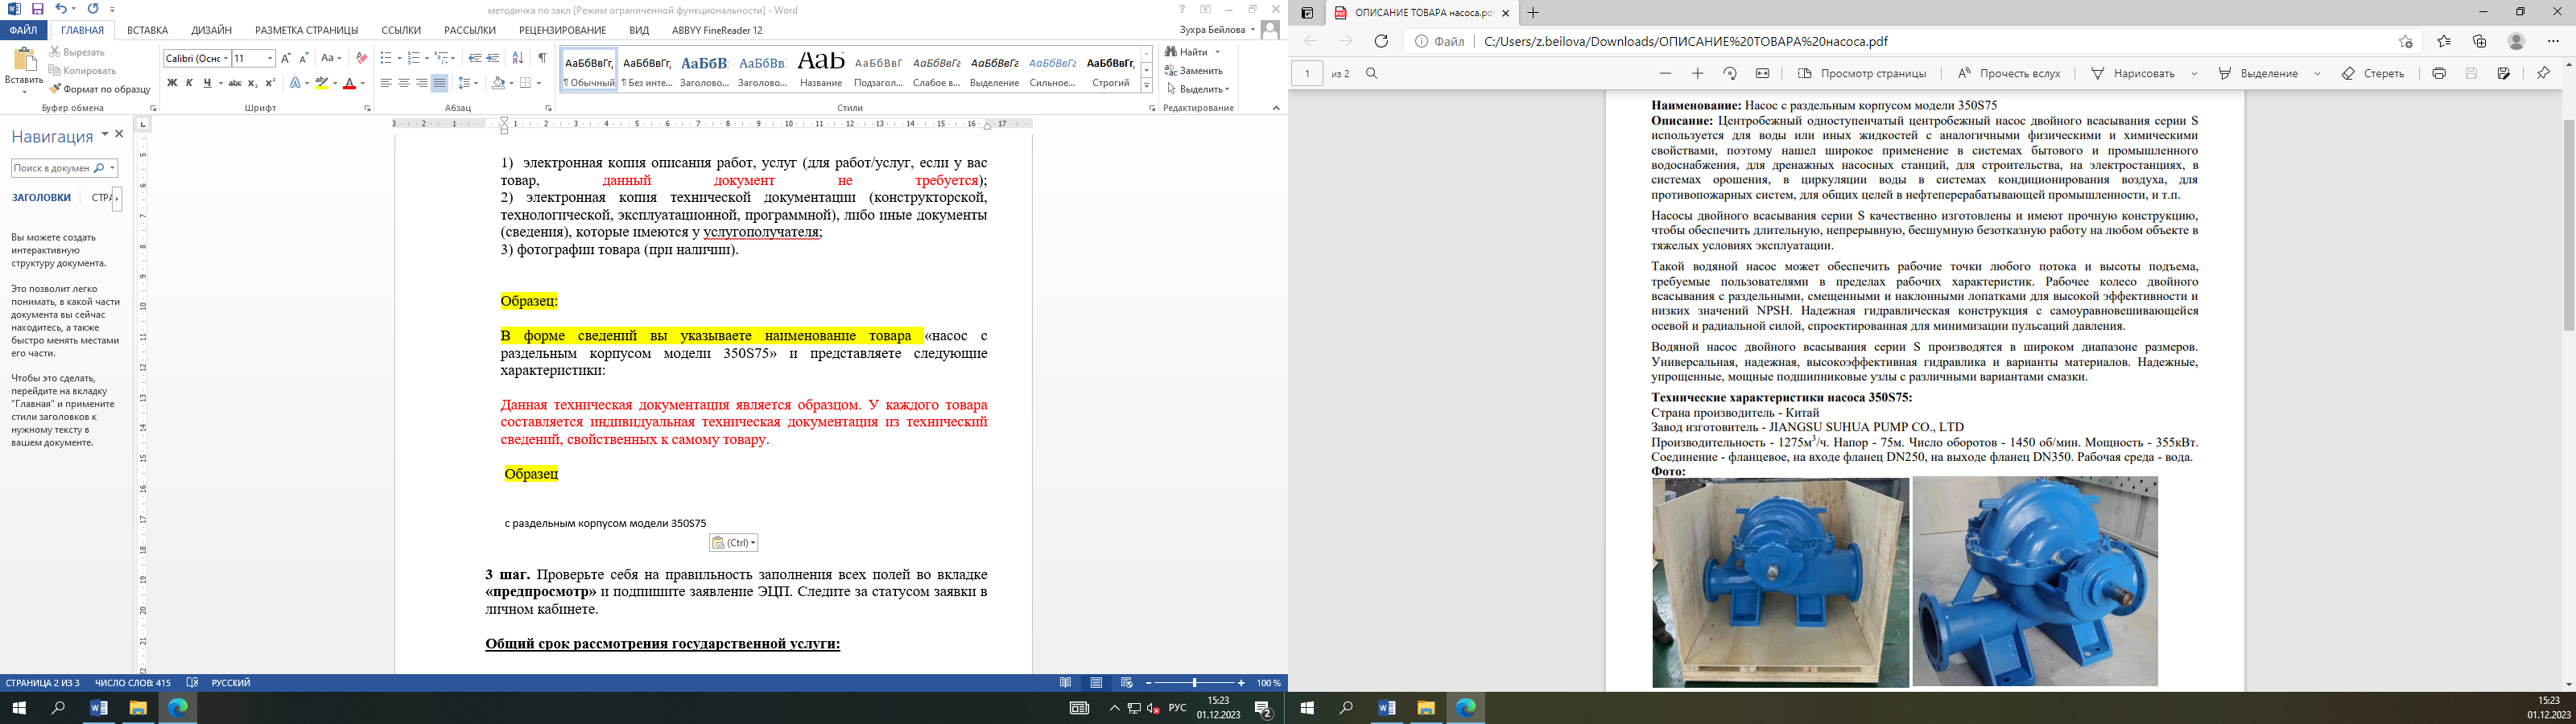 методичка по закл [Режим ограниченной функциональности] - Word
ФАЙЛ ГЛАВНАЯ ВСТАВКА ДИЗАЙН РАЗМЕТКА СТРАНИЦЫ ССЫЛКИ РАССЫЛКИ РЕЦЕНЗИРОВАНИЕ ВИД ABBYY FineReader 12
Зухра Бейлова
Вставить
Вырезать
Копировать
Формат по образцу
Буфер обмена
Calibri (Оснс 11
Ж К Ч abc x₂ x²
Шрифт
Абзац
АаБбВвГг, АаБбВвГг, АаБбВ АаБбВв АаБ АаБбВвГ АаБбВвГг АаБбВвГг АаБбВвГг АаБбВвГг,
¶ Обычный ¶ Без инте... Заголово... Заголово... Название Подзагол... Слабое в... Выделение Сильное... Строгий
Стили
Найти
Заменить
Выделить
Редактирование
Навигация
Поиск в докумен
ЗАГОЛОВКИ СТРА
Вы можете создать
интерактивную
структуру документа.
Это позволит легко
понимать, в какой части
документа вы сейчас
находитесь, а также
быстро менять местами
его части.
Чтобы это сделать,
перейдите на вкладку
"Главная" и примените
стили заголовков к
нужному тексту в
вашем документе.
1) электронная копия описания работ, услуг (для работ/услуг, если у вас
товар, данный документ не требуется);
2) электронная копия технической документации (конструкторской,
технологической, эксплуатационной, программной), либо иные документы
(сведения), которые имеются у услугополучателя;
3) фотографии товара (при наличии).
Образец:
В форме сведений вы указываете наименование товара «насос с
раздельным корпусом модели 350S75» и представляете следующие
характеристики:
Данная техническая документация является образцом. У каждого товара
составляется индивидуальная техническая документация из технический
сведений, свойственных к самому товару.
Образец
с раздельным корпусом модели 350S75
(Ctrl)
3 шаг. Проверьте себя на правильность заполнения всех полей во вкладке
«предпросмотр» и подпишите заявление ЭЦП. Следите за статусом заявки в
личном кабинете.
Общий срок рассмотрения государственной услуги:
СТРАНИЦА 2 ИЗ 3 ЧИСЛО СЛОВ: 415 РУССКИЙ
100 %
РУС
15:23
01.12.2023
2
ОПИСАНИЕ ТОВАРА насоса.pdf
Файл C:/Users/z.beilova/Downloads/ОПИСАНИЕ%20ТОВАРА%20насоса.pdf
1 из 2
Просмотр страницы Прочесть вслух Нарисовать Выделение Стереть
Наименование: Насос с раздельным корпусом модели 350S75
Описание: Центробежный одноступенчатый центробежный насос двойного всасывания серии S
используется для воды или иных жидкостей с аналогичными физическими и химическими
свойствами, поэтому нашел широкое применение в системах бытового и промышленного
водоснабжения, для дренажных насосных станций, для строительства, на электростанциях, в
системах орошения, в циркуляции воды в системах кондиционирования воздуха, для
противопожарных систем, для общих целей в нефтеперерабатывающей промышленности, и т.п.
Насосы двойного всасывания серии S качественно изготовлены и имеют прочную конструкцию,
чтобы обеспечить длительную, непрерывную, бесшумную безотказную работу на любом объекте в
тяжелых условиях эксплуатации.
Такой водяной насос может обеспечить рабочие точки любого потока и высоты подъема,
требуемые пользователями в пределах рабочих характеристик. Рабочее колесо двойного
всасывания с раздельными, смещенными и наклонными лопатками для высокой эффективности и
низких значений NPSH. Надежная гидравлическая конструкция с самоуравновешивающейся
осевой и радиальной силой, спроектированная для минимизации пульсаций давления.
Водяной насос двойного всасывания серии S производятся в широком диапазоне размеров.
Универсальная, надежная, высокоэффективная гидравлика и варианты материалов. Надежные,
упрощенные, мощные подшипниковые узлы с различными вариантами смазки.
Технические характеристики насоса 350S75:
Страна производитель - Китай
Завод изготовитель - JIANGSU SUHUA PUMP CO., LTD
Производительность - 1275м³/ч. Напор - 75м. Число оборотов - 1450 об/мин. Мощность - 355кВт.
Соединение - фланцевое, на входе фланец DN250, на выходе фланец DN350. Рабочая среда - вода.
Фото:
15:23
01.12.2023